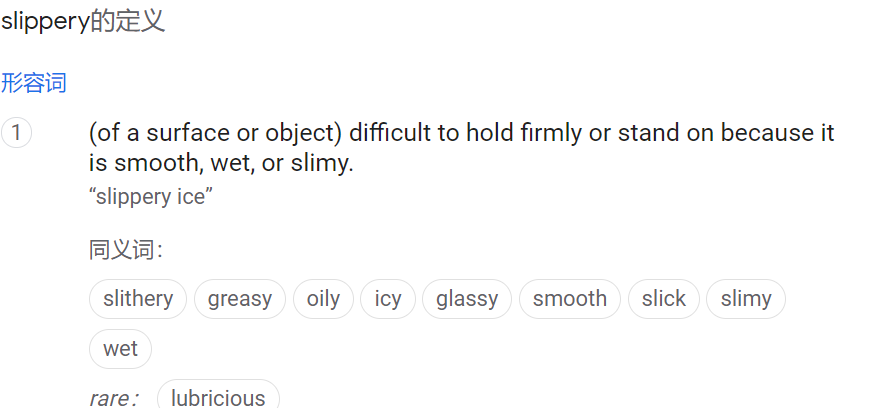 slippery的定义
形容词
1 (of a surface or object) difficult to hold firmly or stand on because it
is smooth, wet, or slimy.
“slippery ice”
同义词：
slithery greasy oily icy glassy smooth slick slimy
wet
rare： lubricious